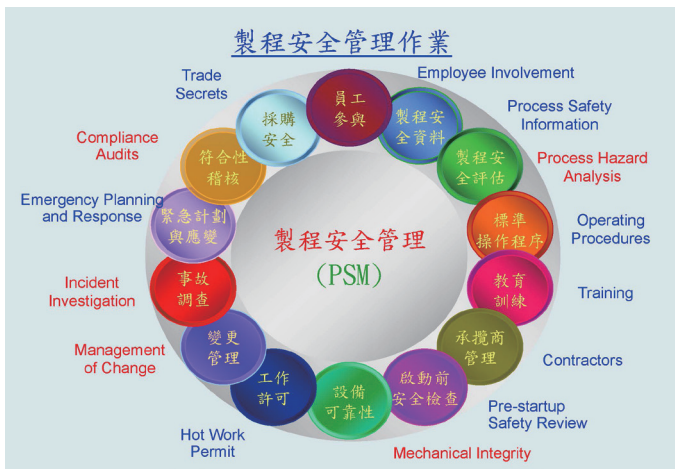 製程安全管理作業
員工
參與
Employee Involvement
製程安
全資料
Process Safety
Information
製程安
全評估
Process Hazard
Analysis
標準
操作程序
Operating
Procedures
教育
訓練
Training
承攬商
管理
Contractors
啟動前
安全檢查
Pre-startup
Safety Review
設備
可靠性
Mechanical Integrity
工作
許可
Hot Work
Permit
變更
管理
Management
of Change
事故
調查
Incident
Investigation
緊急計劃
與應變
Emergency Planning
and Response
符合性
稽核
Compliance
Audits
採購
安全
Trade
Secrets
製程安全管理
(PSM)